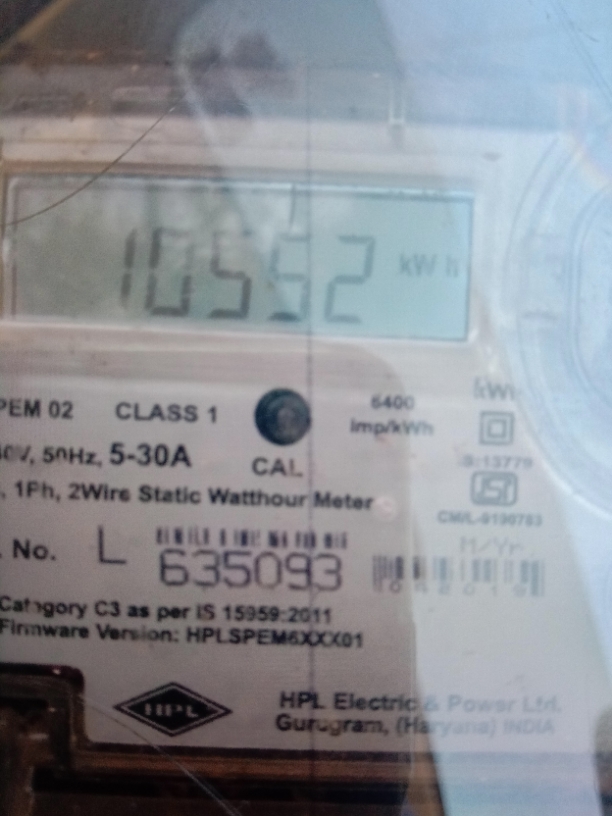 10552 kWh
PEM 02 CLASS 1 6400 imp/kWh
0V, 50Hz, 5-30A CAL
1Ph, 2Wire Static Watthour Meter
CM/L-9190783
No. L 635093
M/Yr
Category C3 as per IS 15959:2011
Firmware Version: HPLSPEM6XXX01
HPL
HPL Electric & Power Ltd.
Gurugram, (Haryana) INDIA